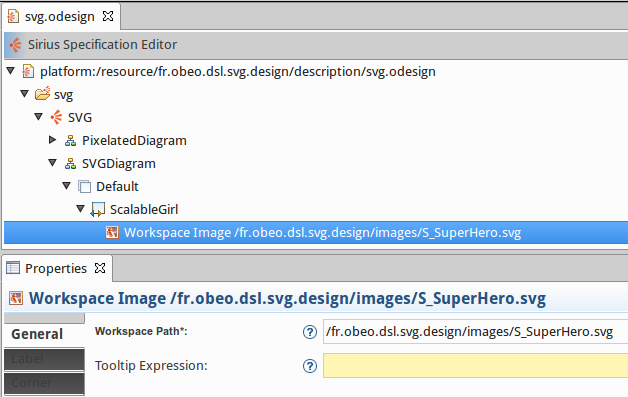 svg.odesign
Sirius Specification Editor
platform:/resource/fr.obeo.dsl.svg.design/description/svg.odesign
svg
SVG
PixelatedDiagram
SVGDiagram
Default
ScalableGirl
Workspace Image /fr.obeo.dsl.svg.design/images/S_SuperHero.svg
Properties
Workspace Image /fr.obeo.dsl.svg.design/images/S_SuperHero.svg
General
Workspace Path*: ? /fr.obeo.dsl.svg.design/images/S_SuperHero.svg
Label
Tooltip Expression: ?
Corner